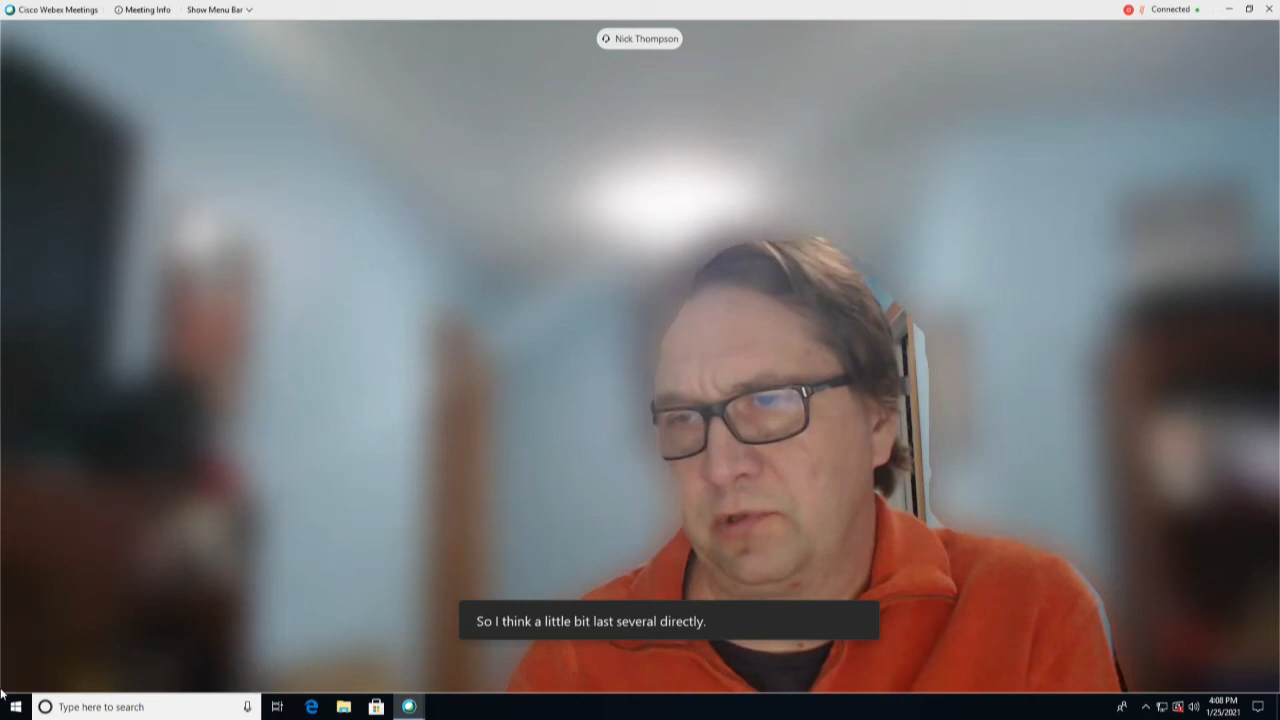 Cisco Webex Meetings
Meeting Info
Show Menu Bar
Connected
Nick Thompson
So I think a little bit last several directly.
Type here to search
4:08 PM
1/25/2021